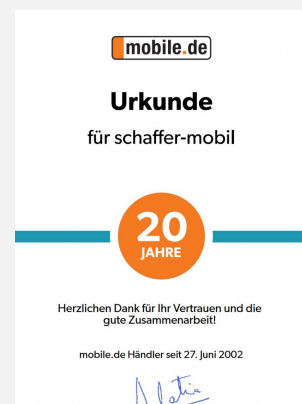 mobile.de
Urkunde
für schaffer-mobil
20
JAHRE
Herzlichen Dank für Ihr Vertrauen und die
gute Zusammenarbeit!
mobile.de Händler seit 27. Juni 2002